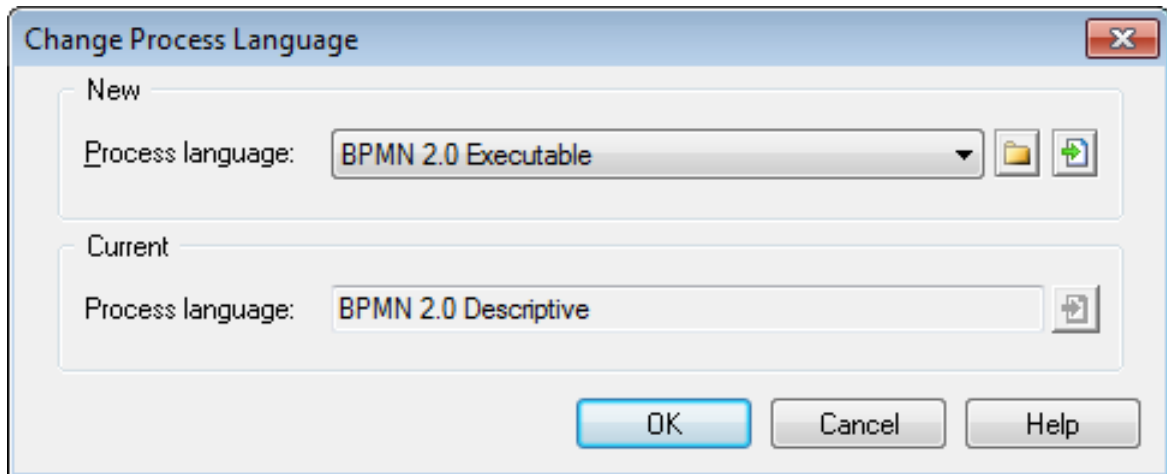 Change Process Language
New
Process language: BPMN 2.0 Executable
Current
Process language: BPMN 2.0 Descriptive
OK Cancel Help